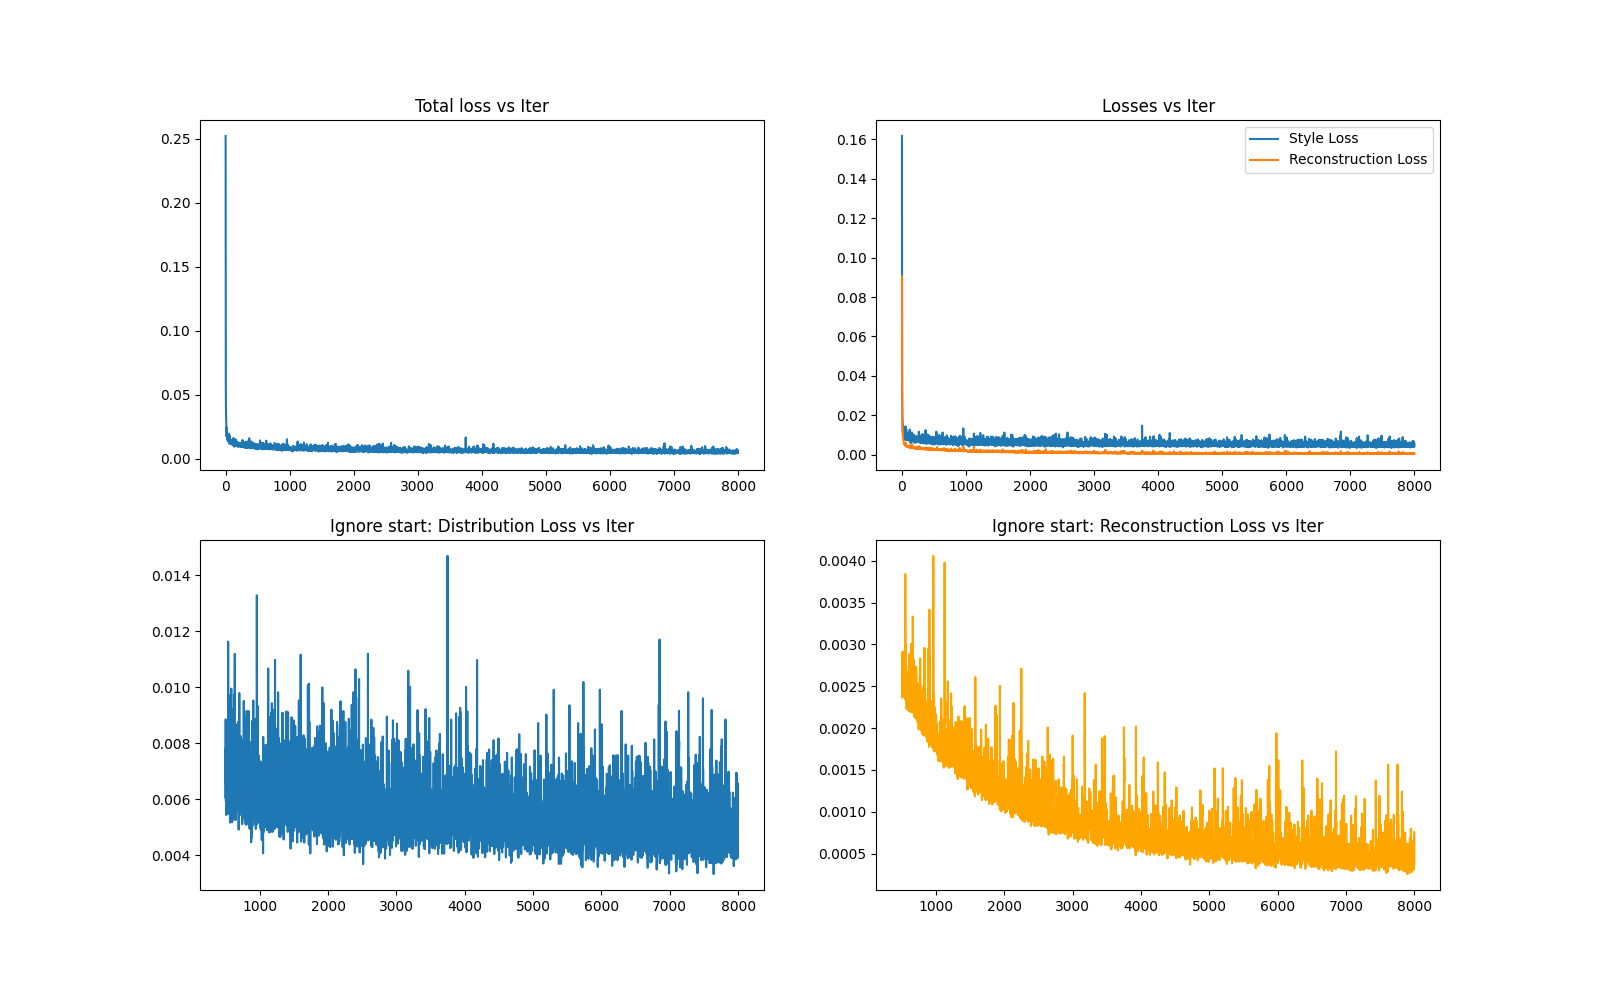 Total loss vs Iter
0.25
0.20
0.15
0.10
0.05
0.00
0 1000 2000 3000 4000 5000 6000 7000 8000
Losses vs Iter
Style Loss
Reconstruction Loss
0.16
0.14
0.12
0.10
0.08
0.06
0.04
0.02
0.00
0 1000 2000 3000 4000 5000 6000 7000 8000
Ignore start: Distribution Loss vs Iter
0.014
0.012
0.010
0.008
0.006
0.004
1000 2000 3000 4000 5000 6000 7000 8000
Ignore start: Reconstruction Loss vs Iter
0.0040
0.0035
0.0030
0.0025
0.0020
0.0015
0.0010
0.0005
1000 2000 3000 4000 5000 6000 7000 8000